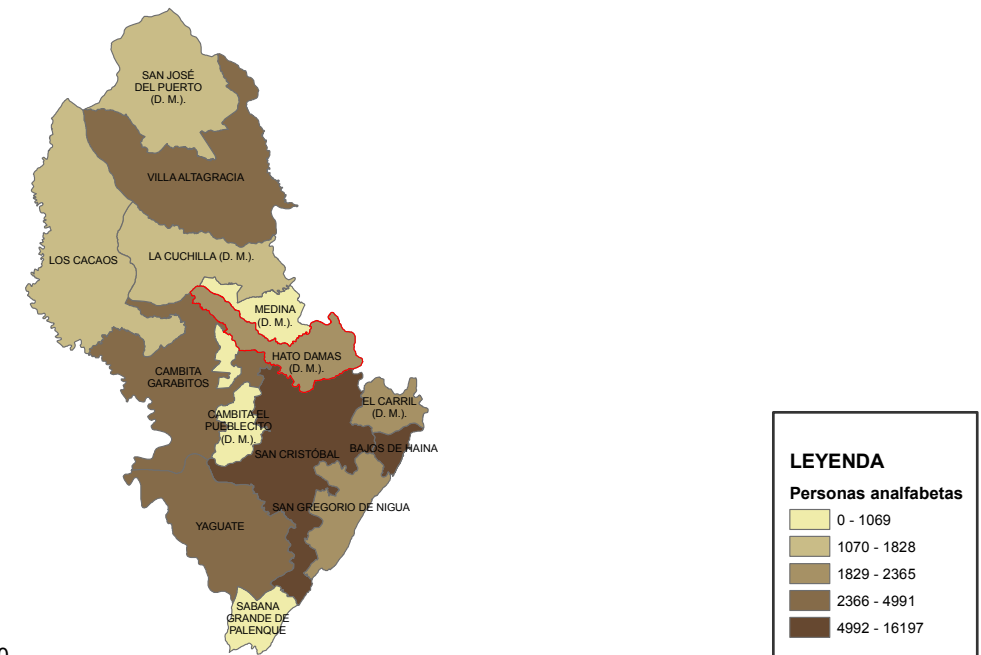 SAN JOSÉ
DEL PUERTO
(D. M.).
VILLA ALTAGRACIA
LOS CACAOS
LA CUCHILLA (D. M.).
MEDINA
(D. M.).
HATO DAMAS
(D. M.).
CAMBITA
GARABITOS
EL CARRIL
(D. M.).
CAMBITA EL
PUEBLECITO
(D. M.).
BAJOS DE HAINA
SAN CRISTÓBAL
SAN GREGORIO DE NIGUA
YAGUATE
SABANA
GRANDE DE
PALENQUE
LEYENDA
Personas analfabetas
0 - 1069
1070 - 1828
1829 - 2365
2366 - 4991
4992 - 16197